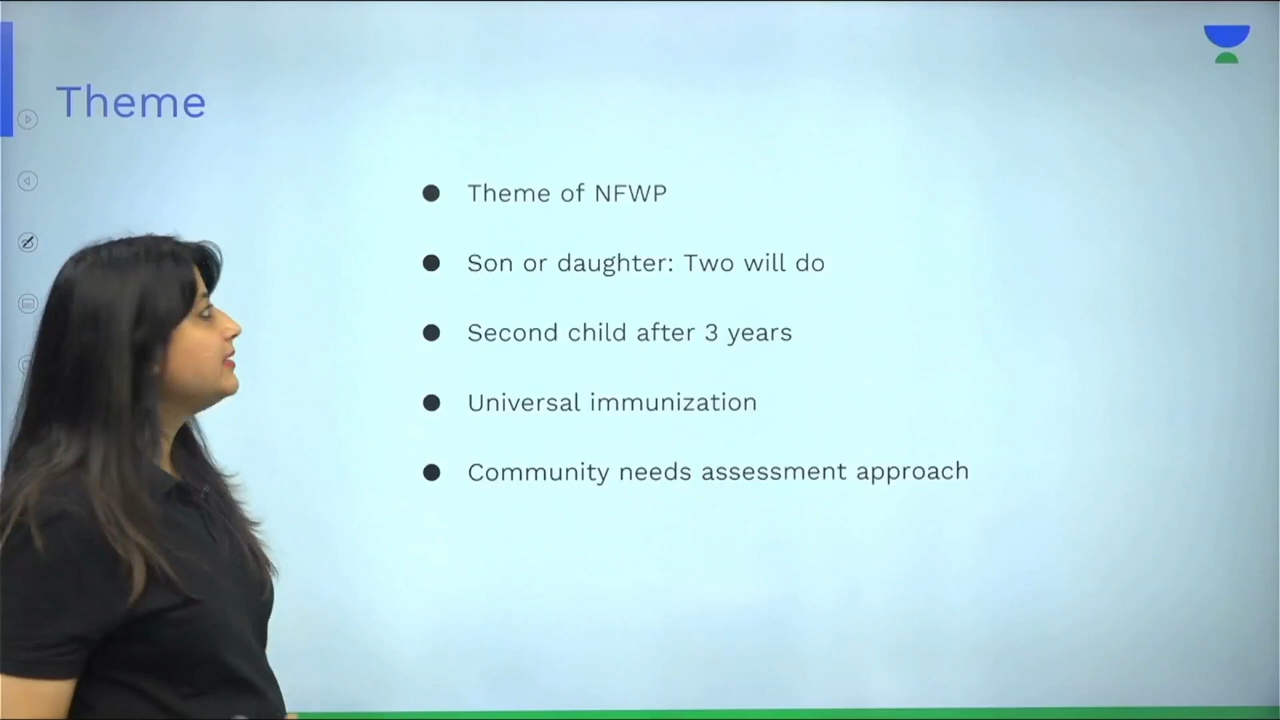 Theme
Theme of NFWP
Son or daughter: Two will do
Second child after 3 years
Universal immunization
Community needs assessment approach